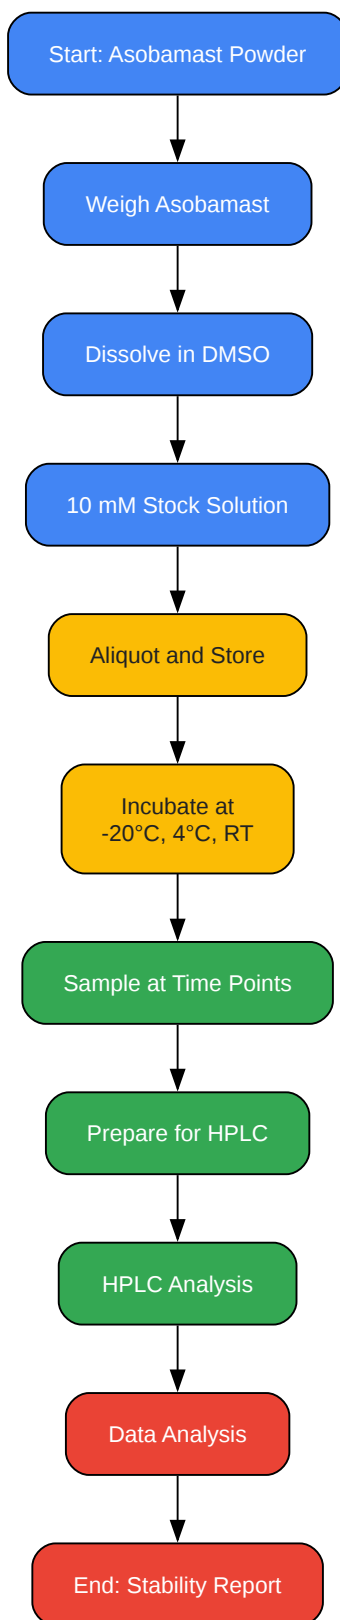 Start: Asobamast Powder
Weigh Asobamast
Dissolve in DMSO
10 mM Stock Solution
Aliquot and Store
Incubate at
-20°C, 4°C, RT
Sample at Time Points
Prepare for HPLC
HPLC Analysis
Data Analysis
End: Stability Report